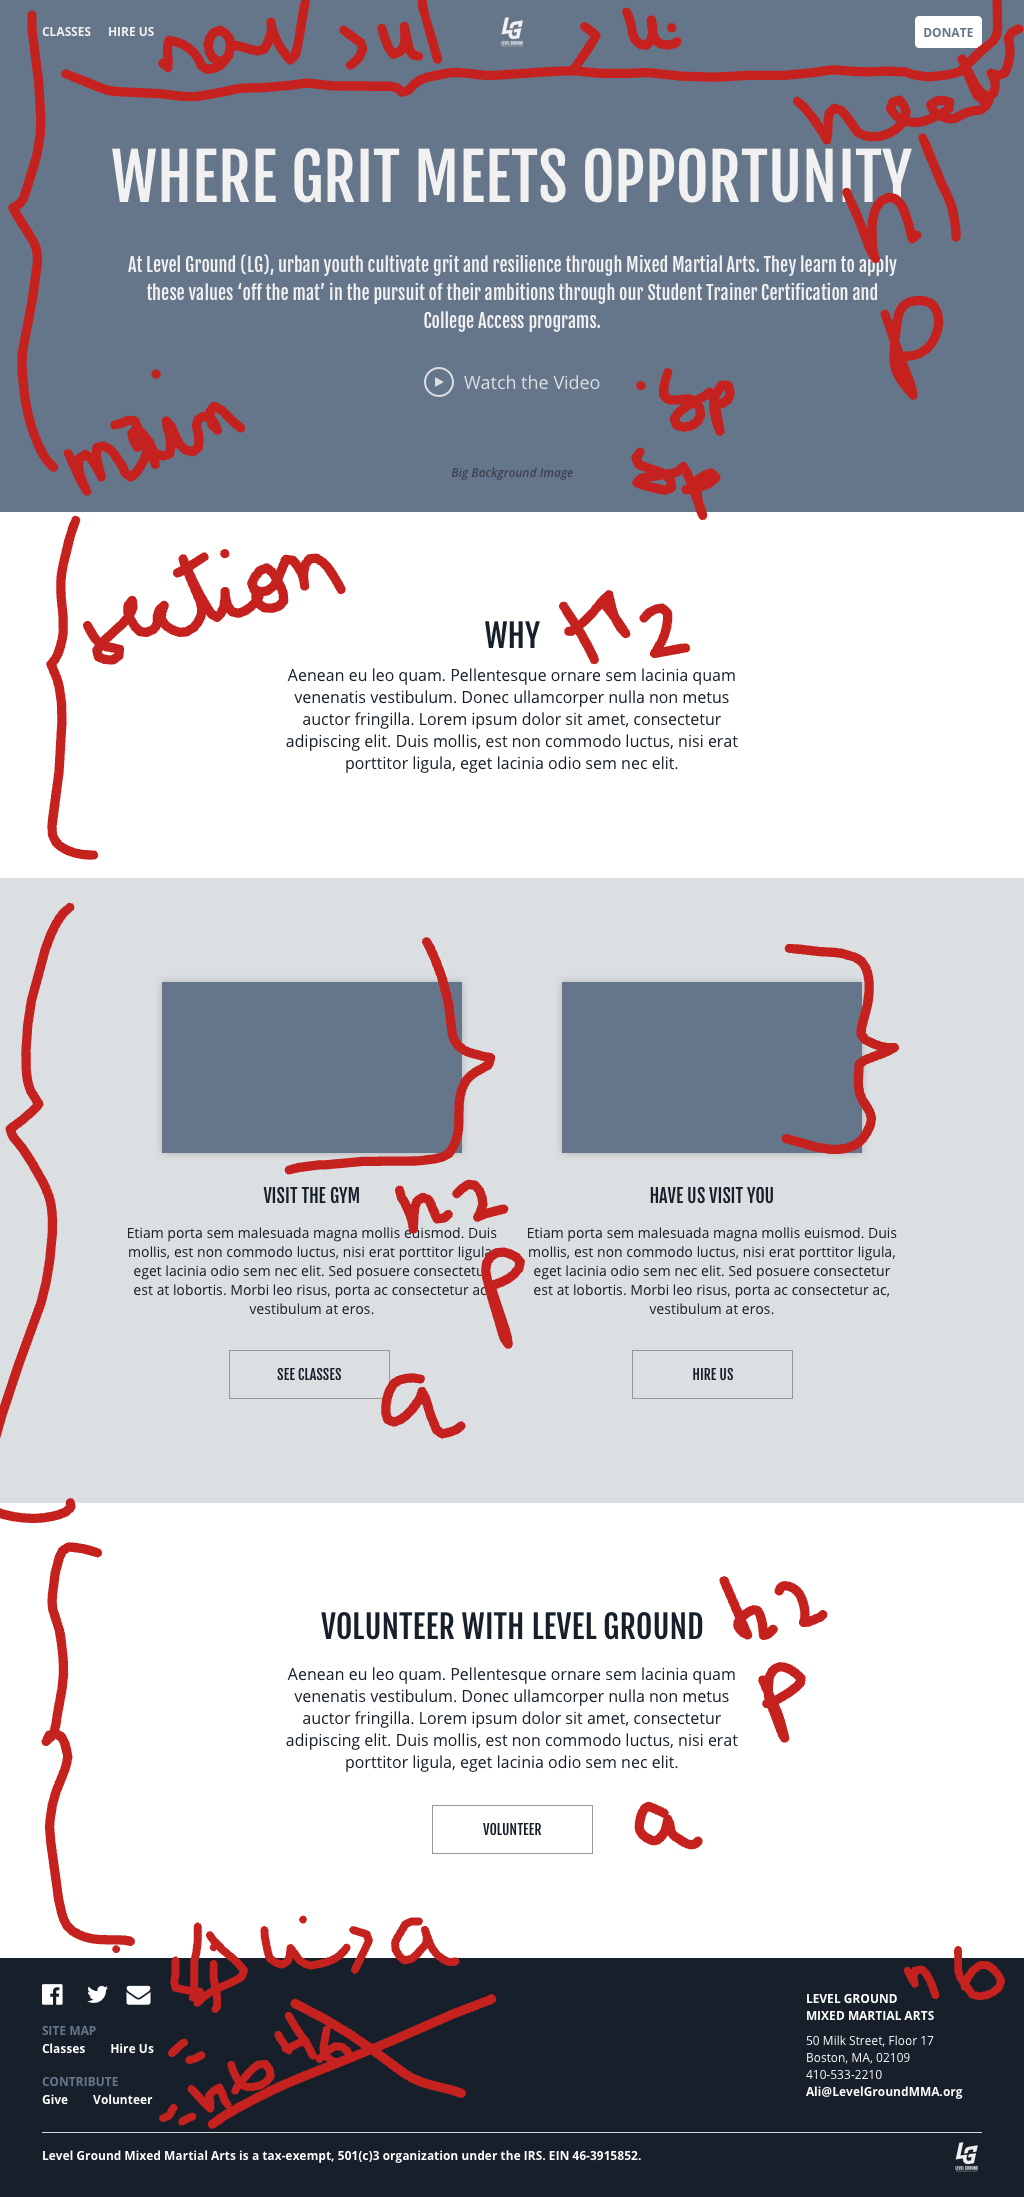 CLASSES HIRE US nav > ul > li LG LEVEL GROUND DONATE
WHERE GRIT MEETS OPPORTUNITY h1
At Level Ground (LG), urban youth cultivate grit and resilience through Mixed Martial Arts. They learn to apply
these values ‘off the mat’ in the pursuit of their ambitions through our Student Trainer Certification and
College Access programs.
p
Watch the Video
main
Big Background Image
section
WHY H2
Aenean eu leo quam. Pellentesque ornare sem lacinia quam
venenatis vestibulum. Donec ullamcorper nulla non metus
auctor fringilla. Lorem ipsum dolor sit amet, consectetur
adipiscing elit. Duis mollis, est non commodo luctus, nisi erat
porttitor ligula, eget lacinia odio sem nec elit.
VISIT THE GYM h2
Etiam porta sem malesuada magna mollis euismod. Duis
mollis, est non commodo luctus, nisi erat porttitor ligula,
eget lacinia odio sem nec elit. Sed posuere consectetur
est at lobortis. Morbi leo risus, porta ac consectetur ac,
vestibulum at eros.
p
SEE CLASSES a
HAVE US VISIT YOU
Etiam porta sem malesuada magna mollis euismod. Duis
mollis, est non commodo luctus, nisi erat porttitor ligula,
eget lacinia odio sem nec elit. Sed posuere consectetur
est at lobortis. Morbi leo risus, porta ac consectetur ac,
vestibulum at eros.
HIRE US
VOLUNTEER WITH LEVEL GROUND h2
Aenean eu leo quam. Pellentesque ornare sem lacinia quam
venenatis vestibulum. Donec ullamcorper nulla non metus
auctor fringilla. Lorem ipsum dolor sit amet, consectetur
adipiscing elit. Duis mollis, est non commodo luctus, nisi erat
porttitor ligula, eget lacinia odio sem nec elit.
p
VOLUNTEER a
li > a
SITE MAP
Classes Hire Us
CONTRIBUTE
Give Volunteer
h6
LEVEL GROUND
MIXED MARTIAL ARTS
50 Milk Street, Floor 17
Boston, MA, 02109
410-533-2210
Ali@LevelGroundMMA.org
Level Ground Mixed Martial Arts is a tax-exempt, 501(c)3 organization under the IRS. EIN 46-3915852.
LG LEVEL GROUND